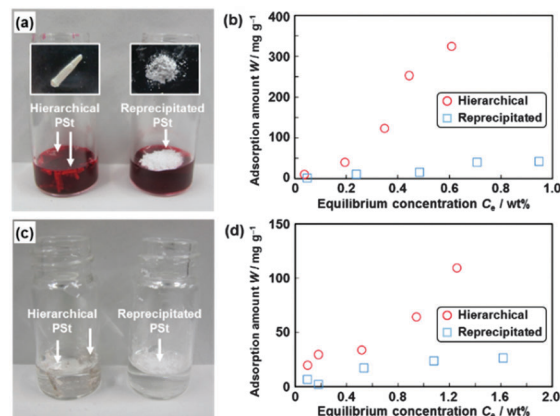 (a)
Hierarchical
PSt
Reprecipitated
PSt
(b)
Adsorption amount W / mg g⁻¹
400
300
200
100
0
0 0.2 0.4 0.6 0.8 1.0
Equilibrium concentration Cₑ / wt%
Hierarchical
Reprecipitated
(c)
Hierarchical
PSt
Reprecipitated
PSt
(d)
Adsorption amount W / mg g⁻¹
150
100
50
0
0 0.4 0.8 1.2 1.6 2.0
Equilibrium concentration Cₑ / wt%
Hierarchical
Reprecipitated